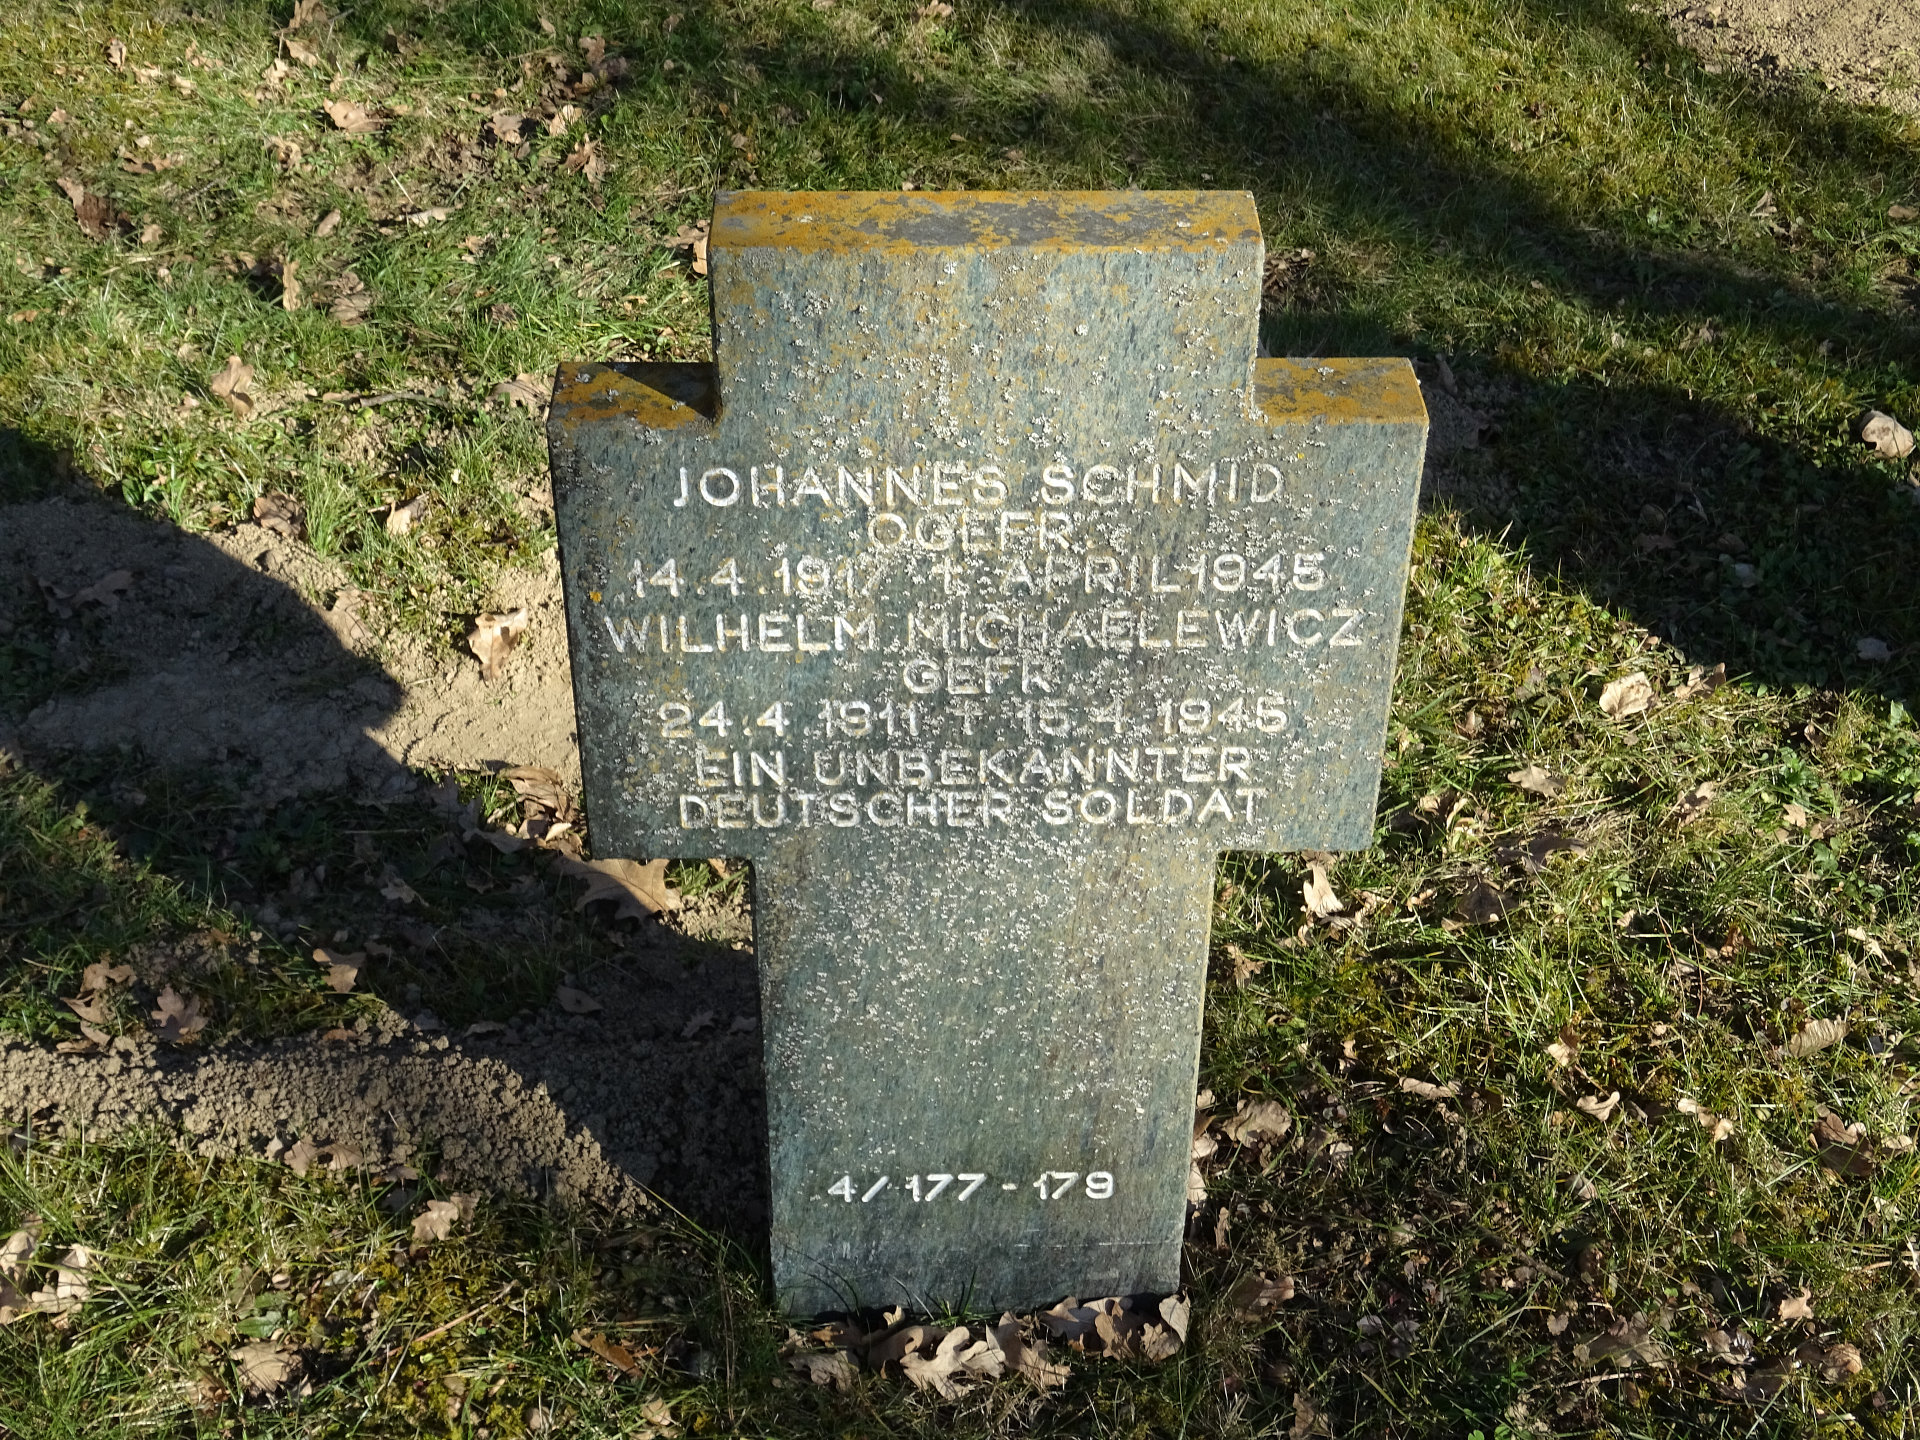 JOHANNES SCHMID
OGEFR.
14.4.1917 † APRIL 1945
WILHELM MICHAELEWICZ
GEFR.
24.4.1911 † 15.4.1945
EIN UNBEKANNTER
DEUTSCHER SOLDAT
4/177-179